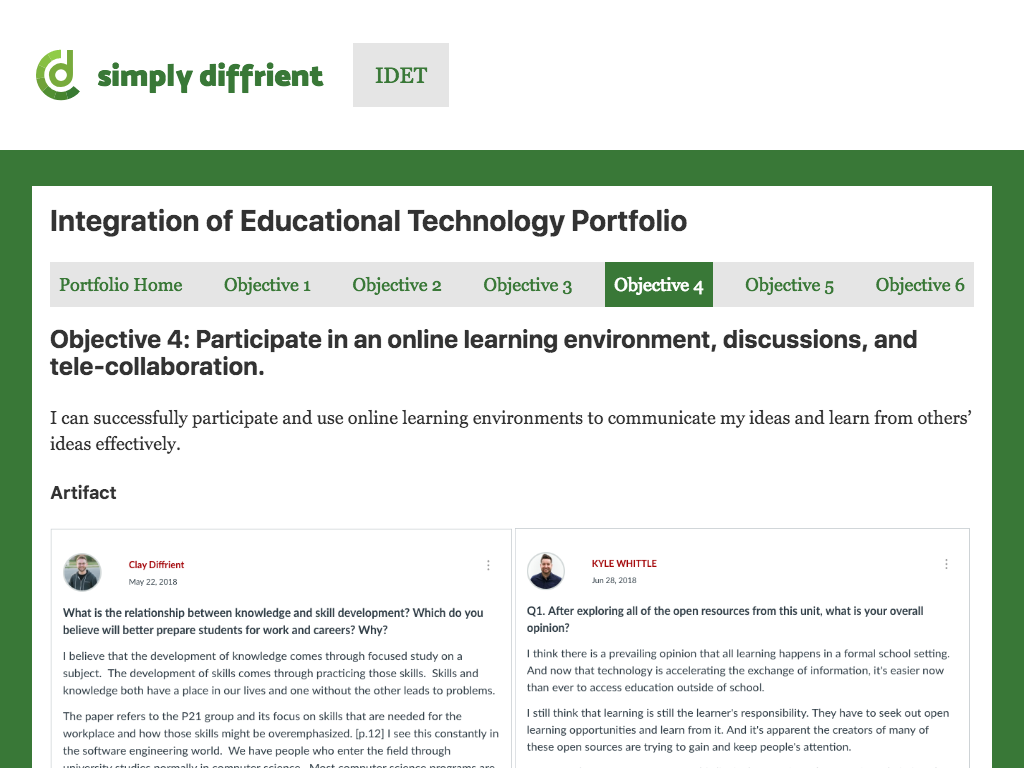 simply diffrient
IDET
Integration of Educational Technology Portfolio
Portfolio Home
Objective 1
Objective 2
Objective 3
Objective 4
Objective 5
Objective 6
Objective 4: Participate in an online learning environment, discussions, and
tele-collaboration.
I can successfully participate and use online learning environments to communicate my ideas and learn from others’
ideas effectively.
Artifact
Clay Diffrient
May 22, 2018
What is the relationship between knowledge and skill development? Which do you
believe will better prepare students for work and careers? Why?
I believe that the development of knowledge comes through focused study on a
subject. The development of skills comes through practicing those skills. Skills and
knowledge both have a place in our lives and one without the other leads to problems.
The paper refers to the P21 group and its focus on skills that are needed for the
workplace and how those skills might be overemphasized. [p.12] I see this constantly in
the software engineering world. We have people who enter the field through
university studies normally in computer science. Most computer science programs are
KYLE WHITTLE
Jun 28, 2018
Q1. After exploring all of the open resources from this unit, what is your overall
opinion?
I think there is a prevailing opinion that all learning happens in a formal school setting.
And now that technology is accelerating the exchange of information, it's easier now
than ever to access education outside of school.
I still think that learning is still the learner's responsibility. They have to seek out open
learning opportunities and learn from it. And it's apparent the creators of many of
these open sources are trying to gain and keep people's attention.